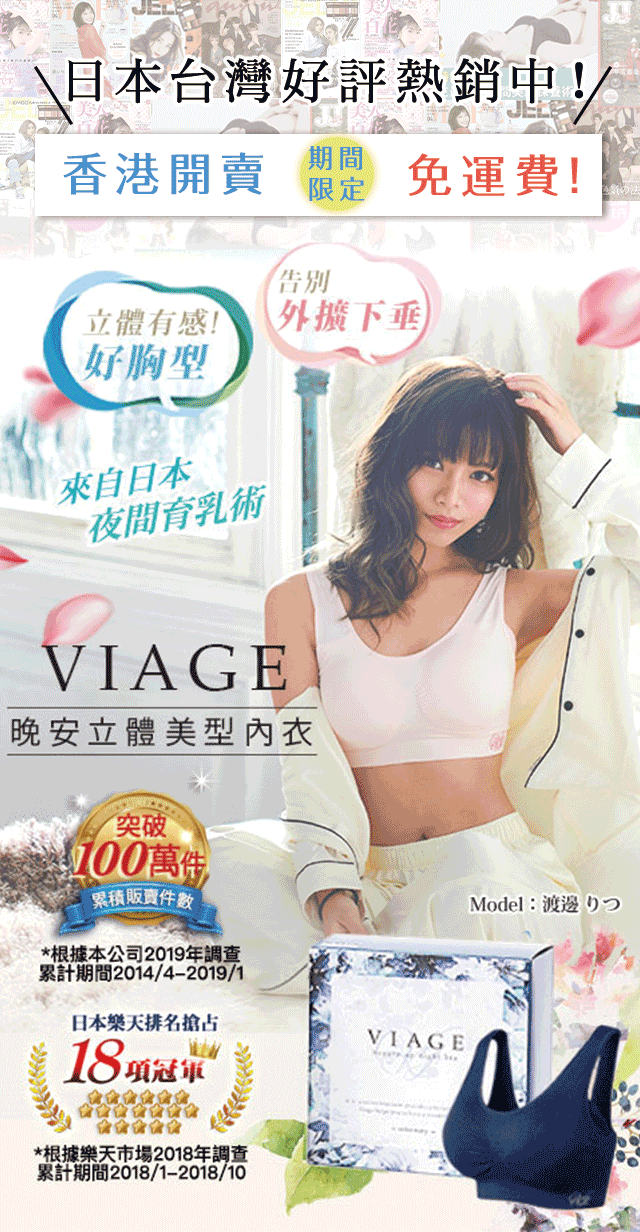 日本台灣好評熱銷中!
香港開賣
期間
限定
免運費!
告別
外擴下垂
立體有感!
好胸型
來自日本
夜間育乳術
VIAGE
晚安立體美型內衣
突破
100萬件
累積販賣件數
Model：渡邊 りつ
*根據本公司2019年調查
累計期間2014/4-2019/1
日本樂天排名搶占
18項冠軍
VIAGE
*根據樂天市場2018年調查
累計期間2018/1-2018/10